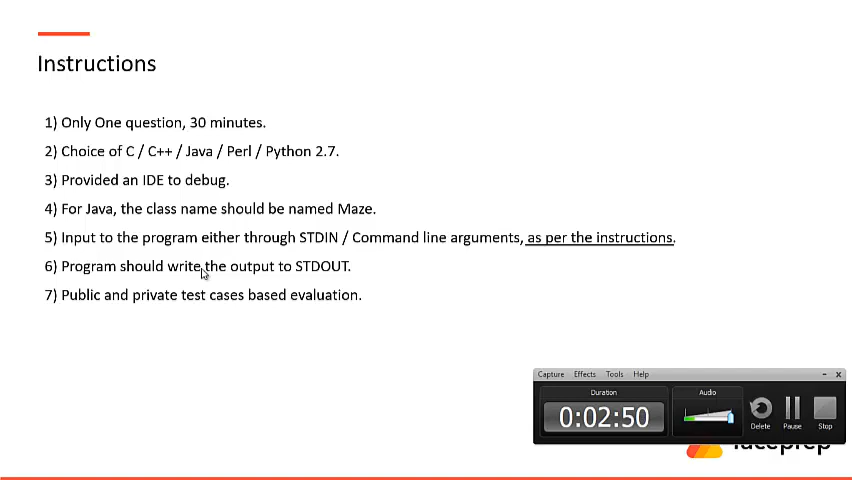 Instructions
1) Only One question, 30 minutes.
2) Choice of C / C++ / Java / Perl / Python 2.7.
3) Provided an IDE to debug.
4) For Java, the class name should be named Maze.
5) Input to the program either through STDIN / Command line arguments, as per the instructions.
6) Program should write the output to STDOUT.
7) Public and private test cases based evaluation.
Capture Effects Tools Help
Duration Audio
0:02:50
Delete Pause Stop